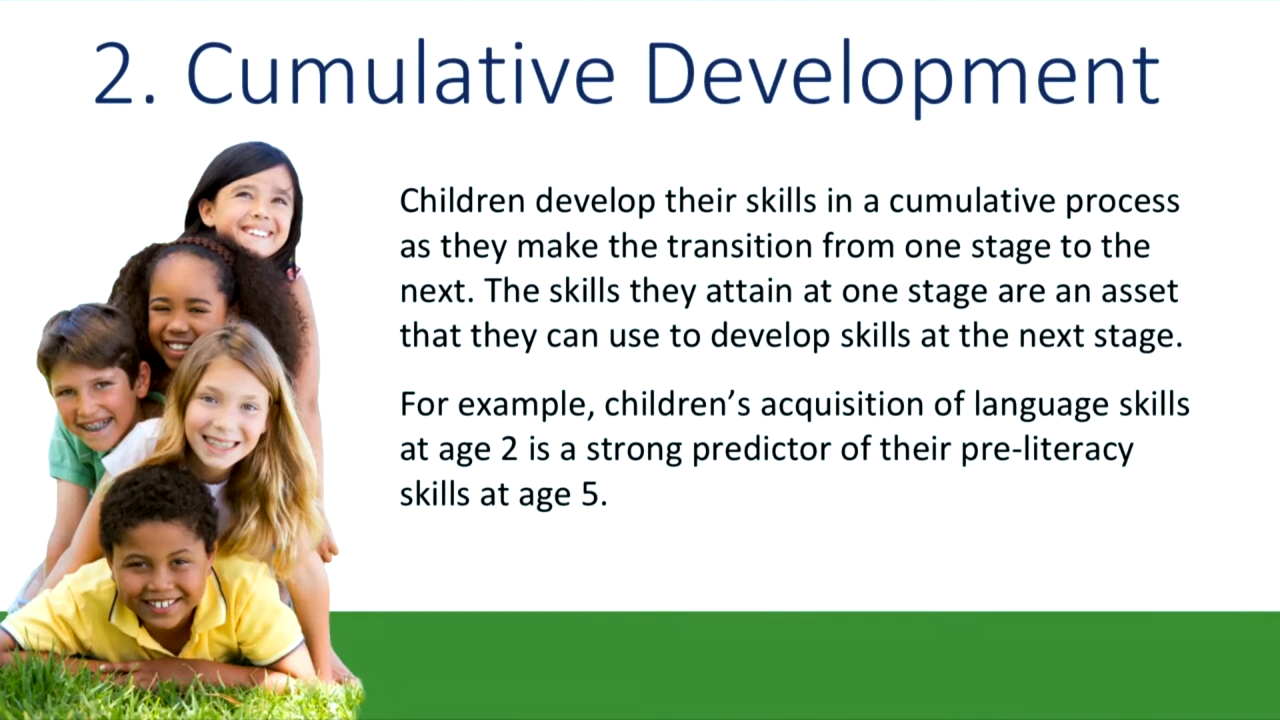 2. Cumulative Development
Children develop their skills in a cumulative process
as they make the transition from one stage to the
next. The skills they attain at one stage are an asset
that they can use to develop skills at the next stage.
For example, children’s acquisition of language skills
at age 2 is a strong predictor of their pre-literacy
skills at age 5.